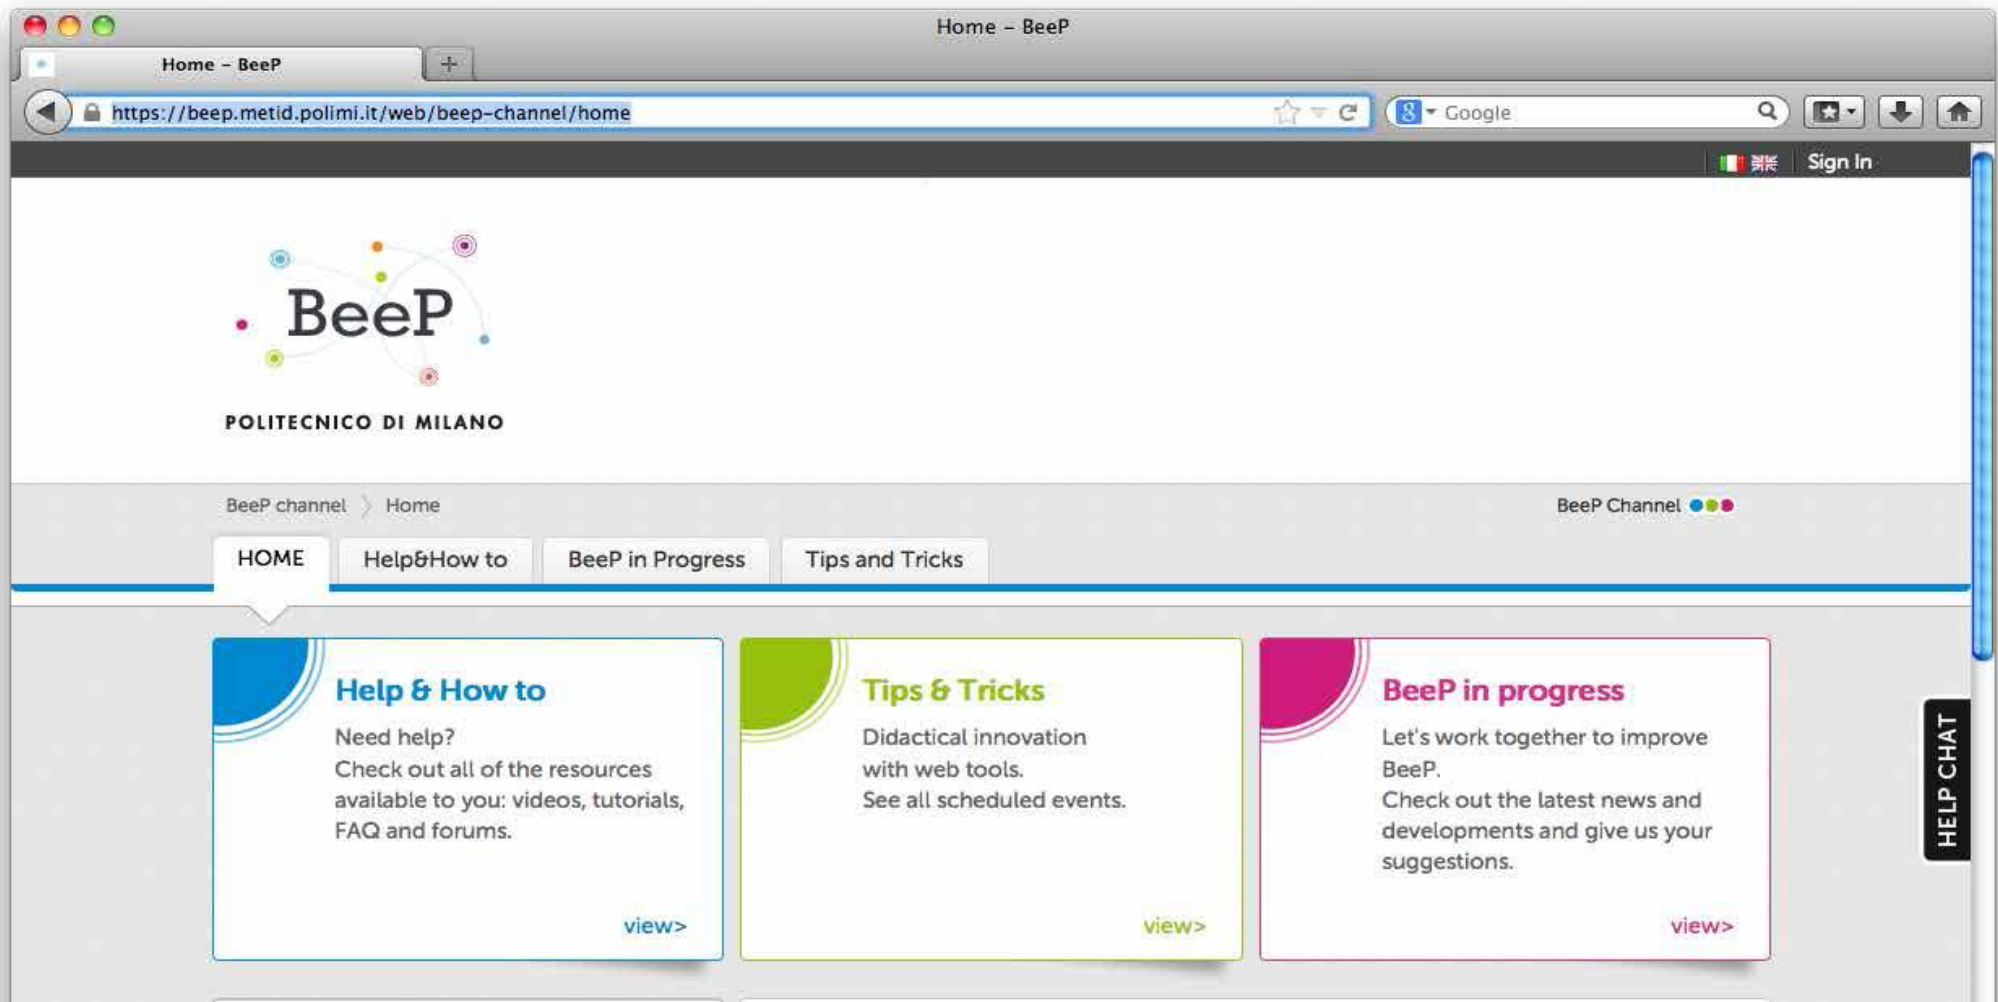 Home – BeeP
Home – BeeP
https://beep.metid.polimi.it/web/beep-channel/home
Google
Sign In
BeeP
POLITECNICO DI MILANO
BeeP channel Home
BeeP Channel
HOME Help&How to BeeP in Progress Tips and Tricks
Help & How to
Need help?
Check out all of the resources
available to you: videos, tutorials,
FAQ and forums.
view>
Tips & Tricks
Didactical innovation
with web tools.
See all scheduled events.
view>
BeeP in progress
Let's work together to improve
BeeP.
Check out the latest news and
developments and give us your
suggestions.
view>
HELP CHAT